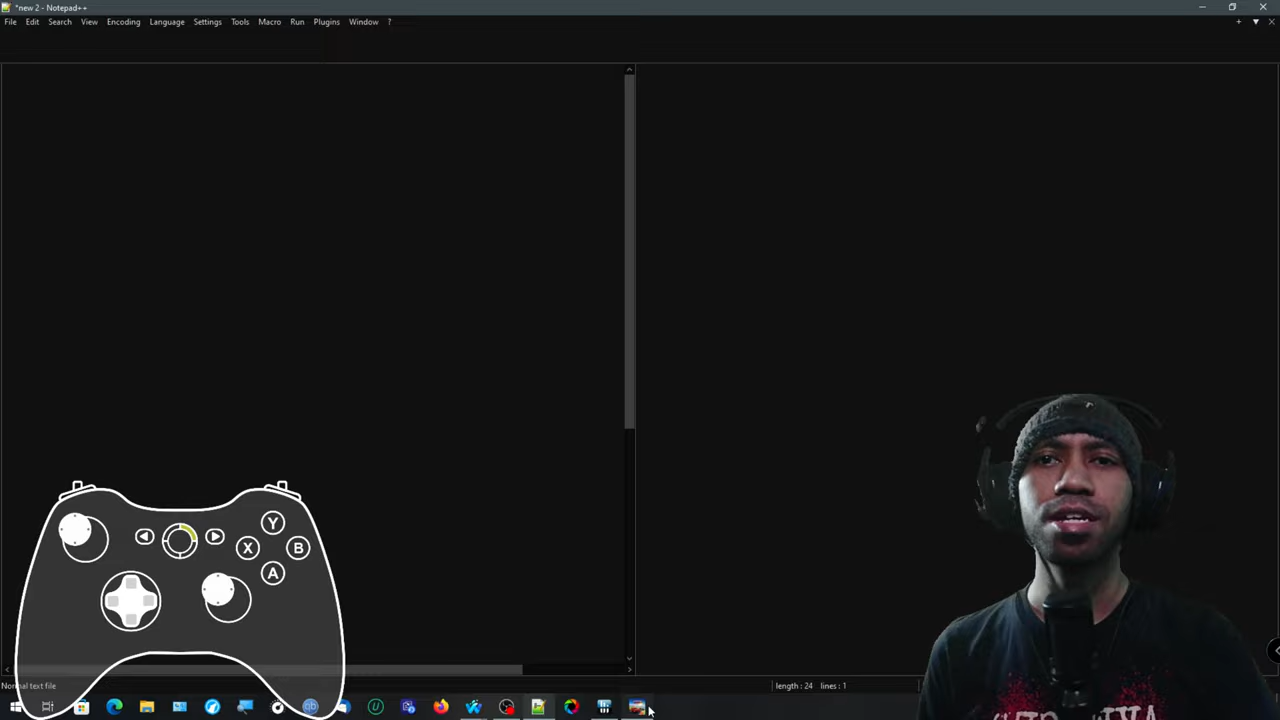 *new 2 - Notepad++
File Edit Search View Encoding Language Settings Tools Macro Run Plugins Window ?
Y
X B
A
Normal text file length : 24 lines : 1
qb